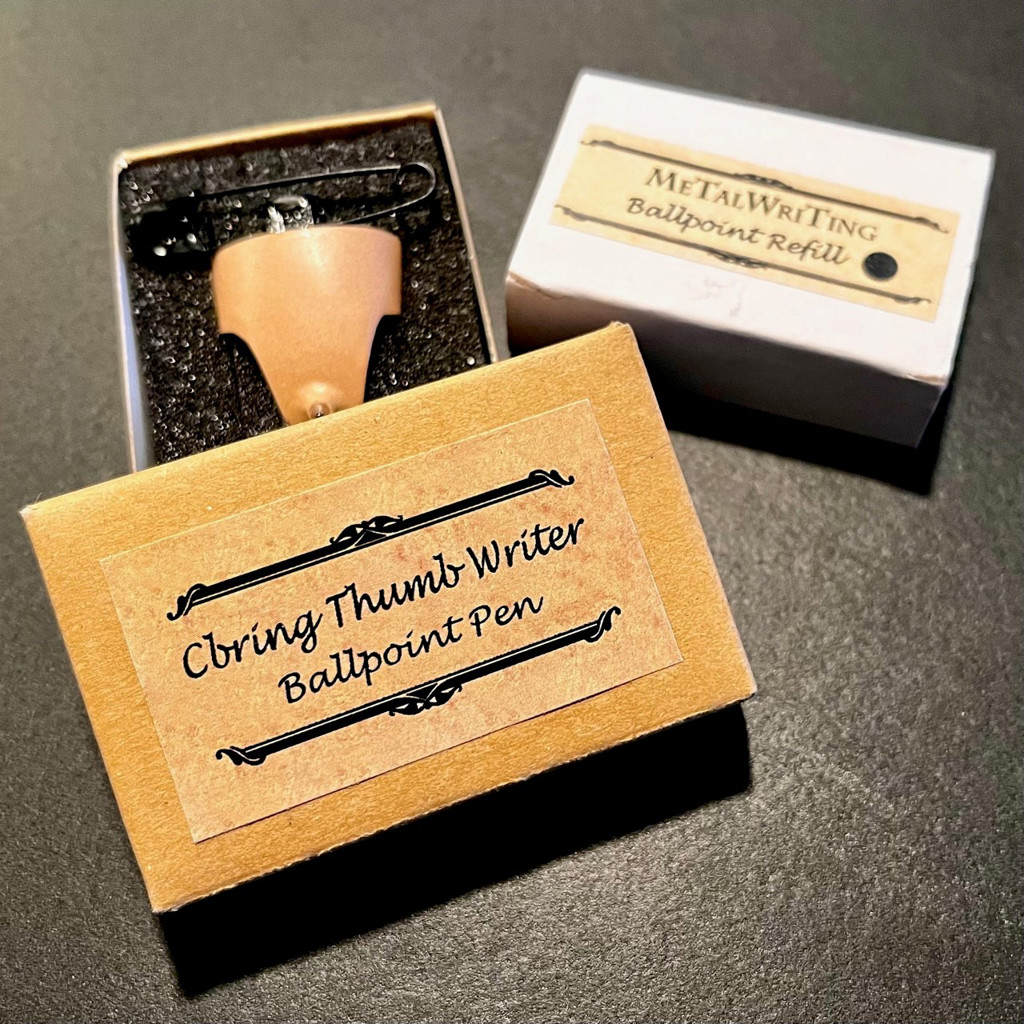 MeTalWriTing
Ballpoint Refill
Cbring Thumb Writer
Ballpoint Pen